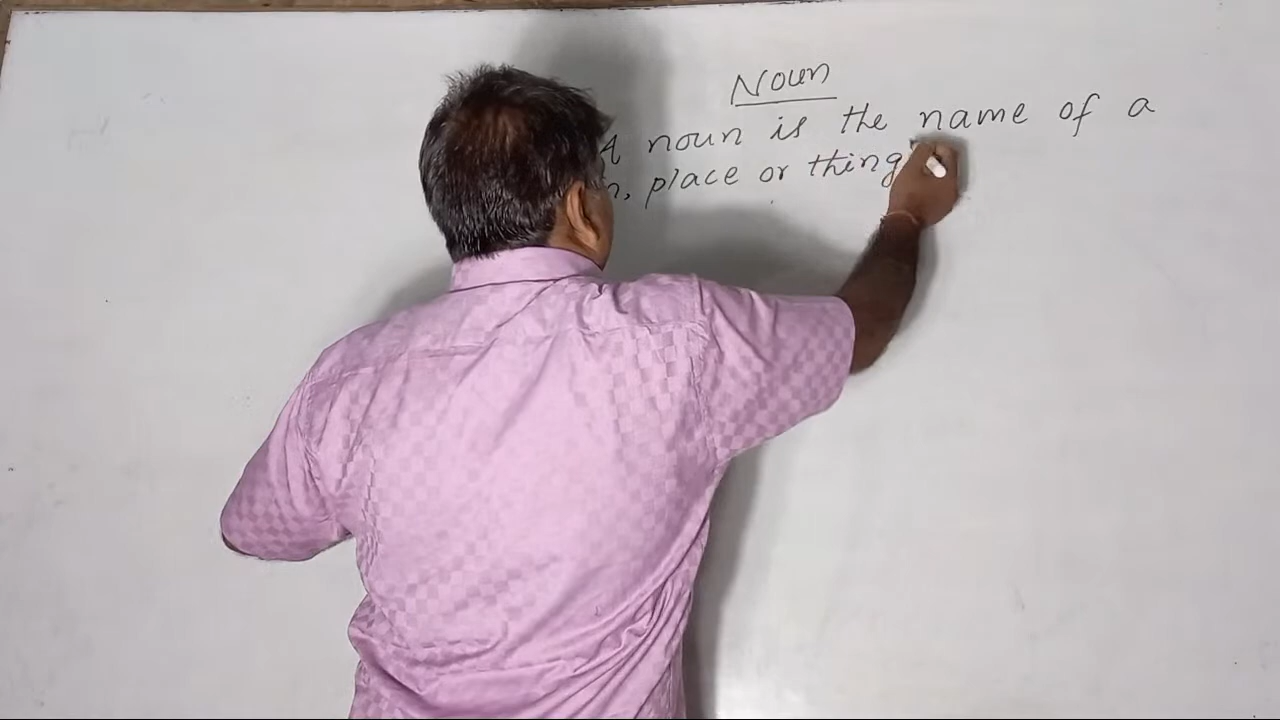 Noun
A noun is the name of a
place or thing